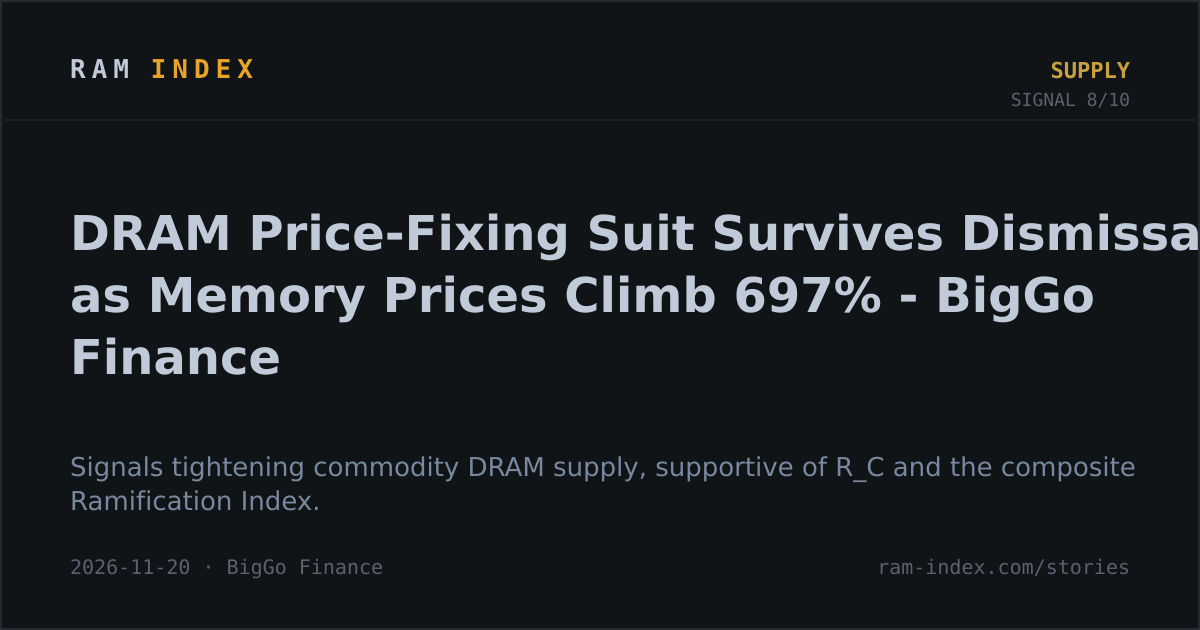 RAM INDEX
SUPPLY
SIGNAL 8/10
DRAM Price-Fixing Suit Survives Dismissa
as Memory Prices Climb 697% - BigGo
Finance
Signals tightening commodity DRAM supply, supportive of R_C and the composite
Ramification Index.
2026-11-20 · BigGo Finance
ram-index.com/stories